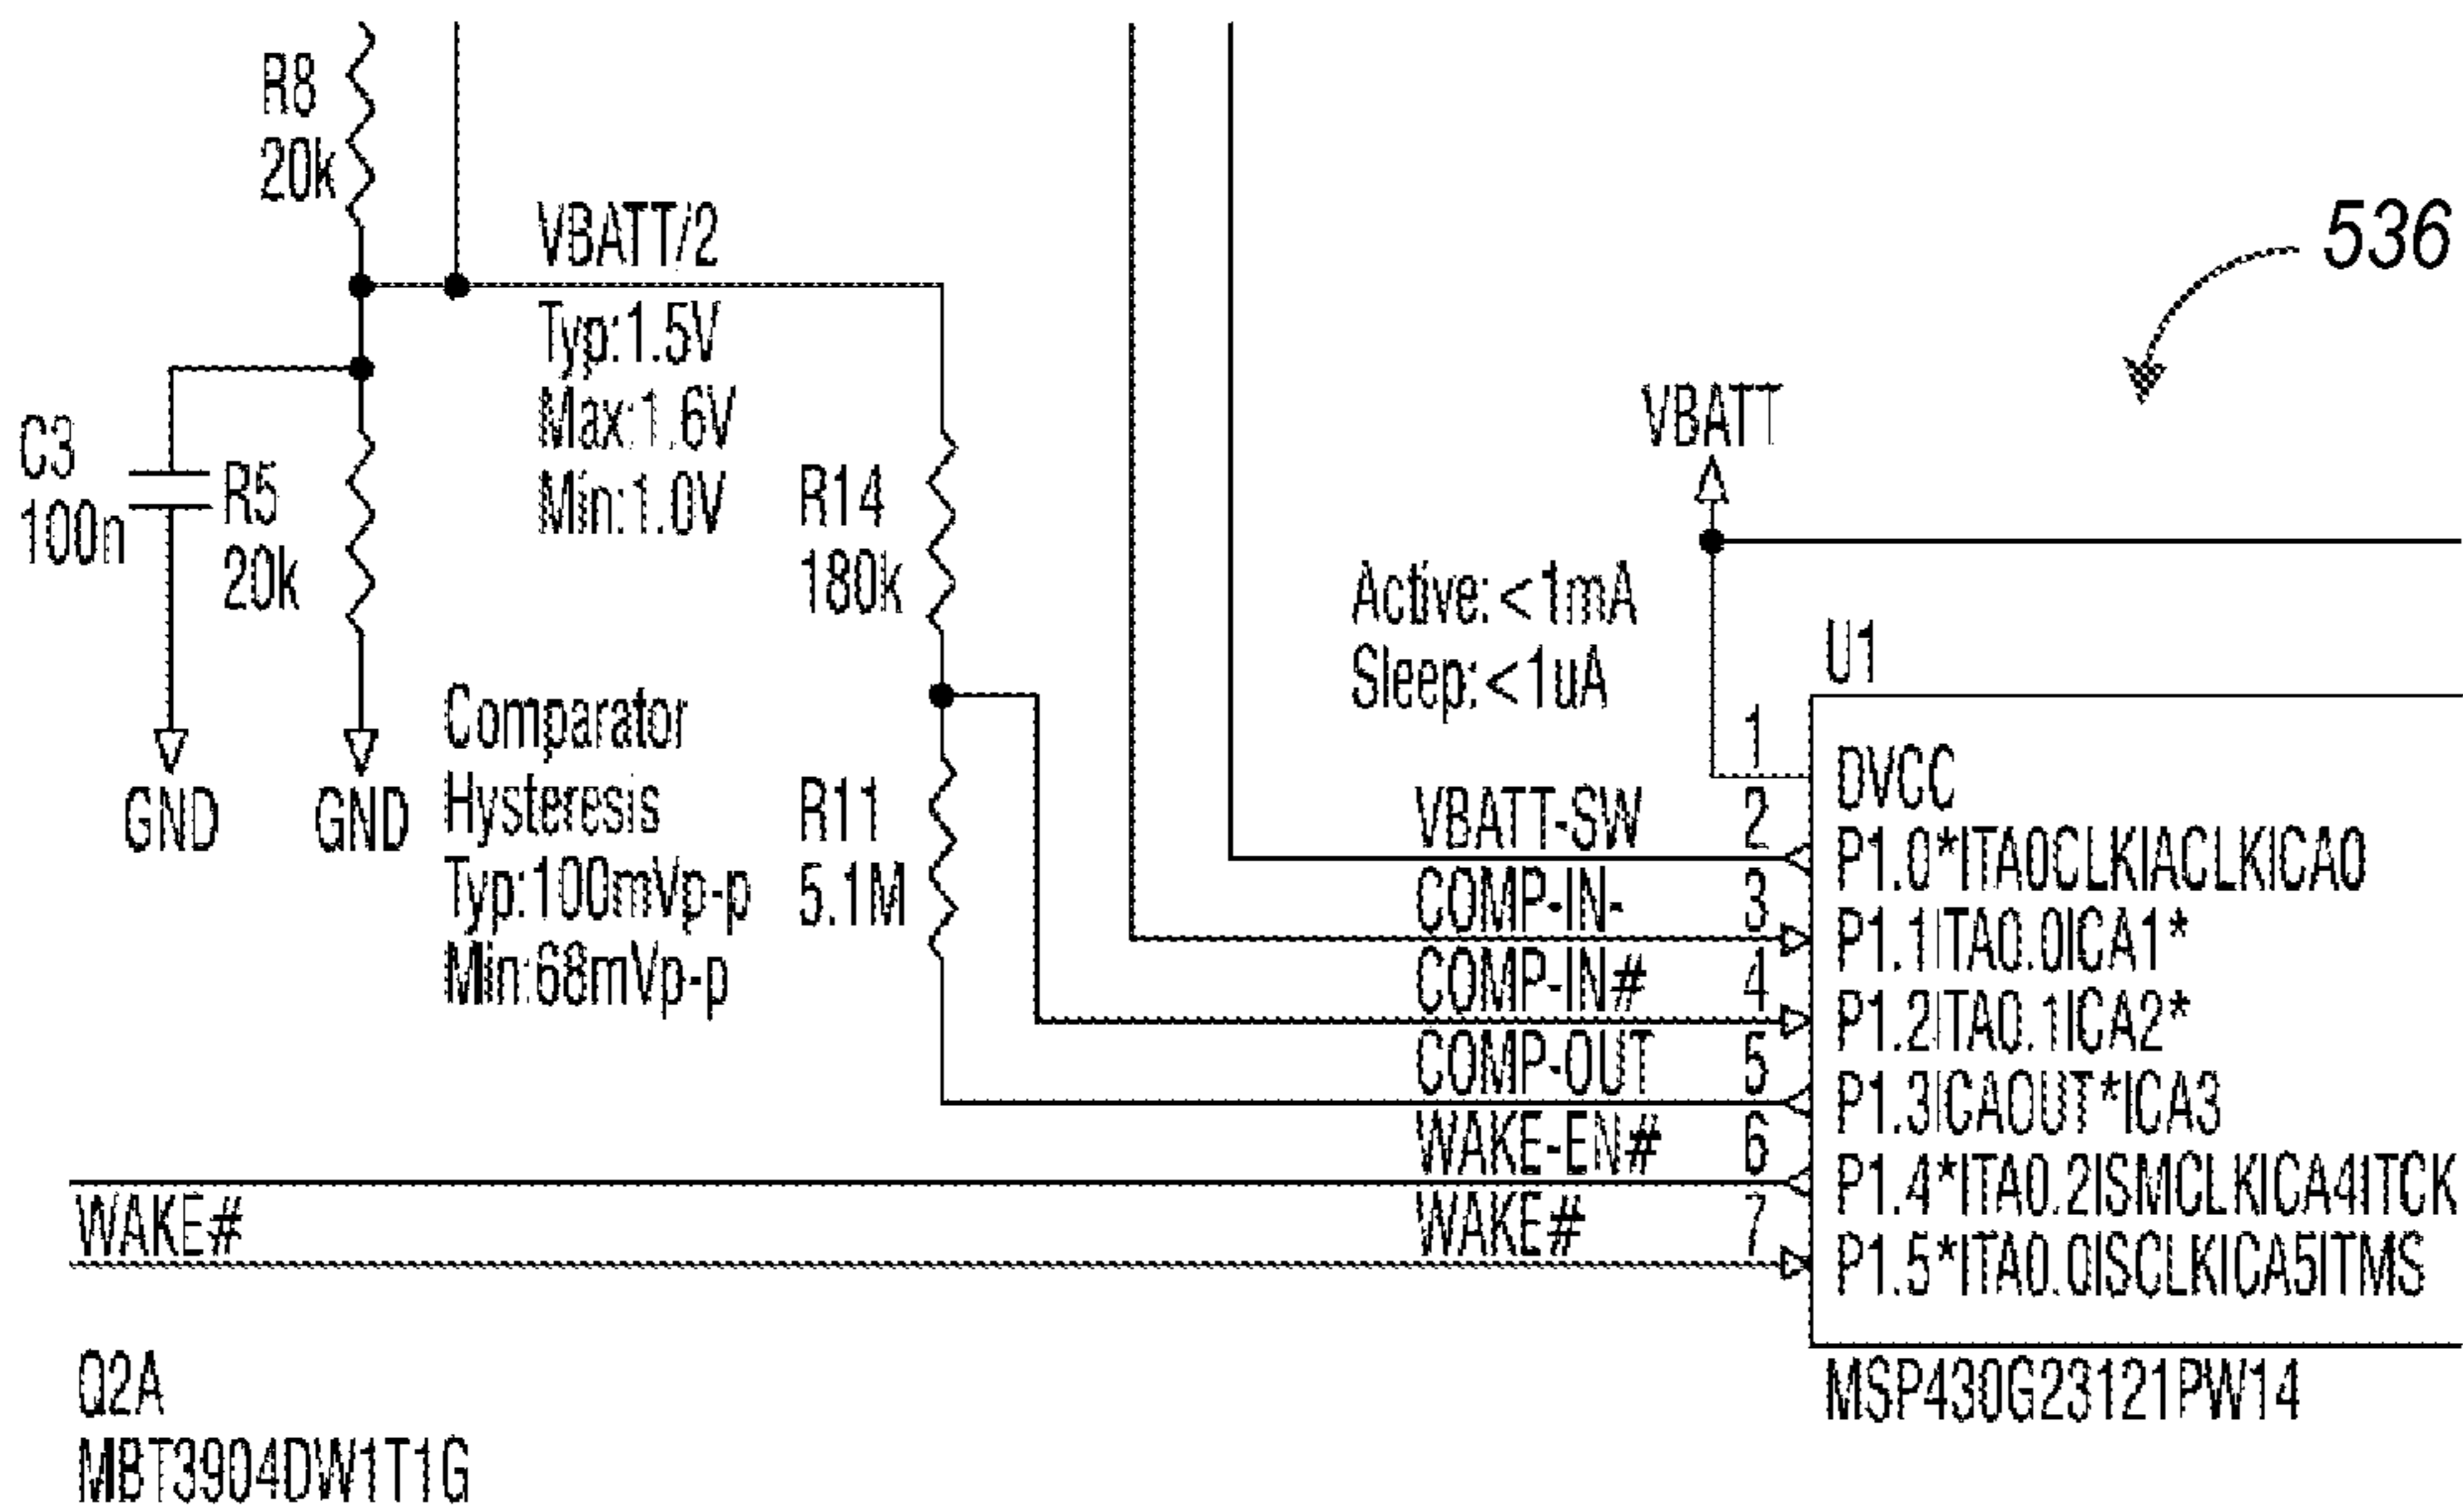 R8
20k
VBATT/2
Typ:1.5V
Max:1.6V
Min:1.0V
536
C3
100n
R5
20k
R14
180k
VBATT
Active:<1mA
Sleep:<1uA
U1
GND
GND
Comparator
Hysteresis
Typ:100mVp-p
Min:68mVp-p
R11
5.1M
1
DVCC
VBATT-SW 2
P1.0*ITA0CLKIACLKICA0
COMP-IN- 3
P1.1ITA0.0ICA1*
COMP-IN# 4
P1.2ITA0.1ICA2*
COMP-OUT 5
P1.3ICAOUT*ICA3
WAKE-EN# 6
P1.4*ITA0.2ISMCLKICA4ITCK
WAKE#
WAKE# 7
P1.5*ITA0.0ISCLKICA5ITMS
MSP430G23121PW14
Q2A
MBT3904DW1T1G